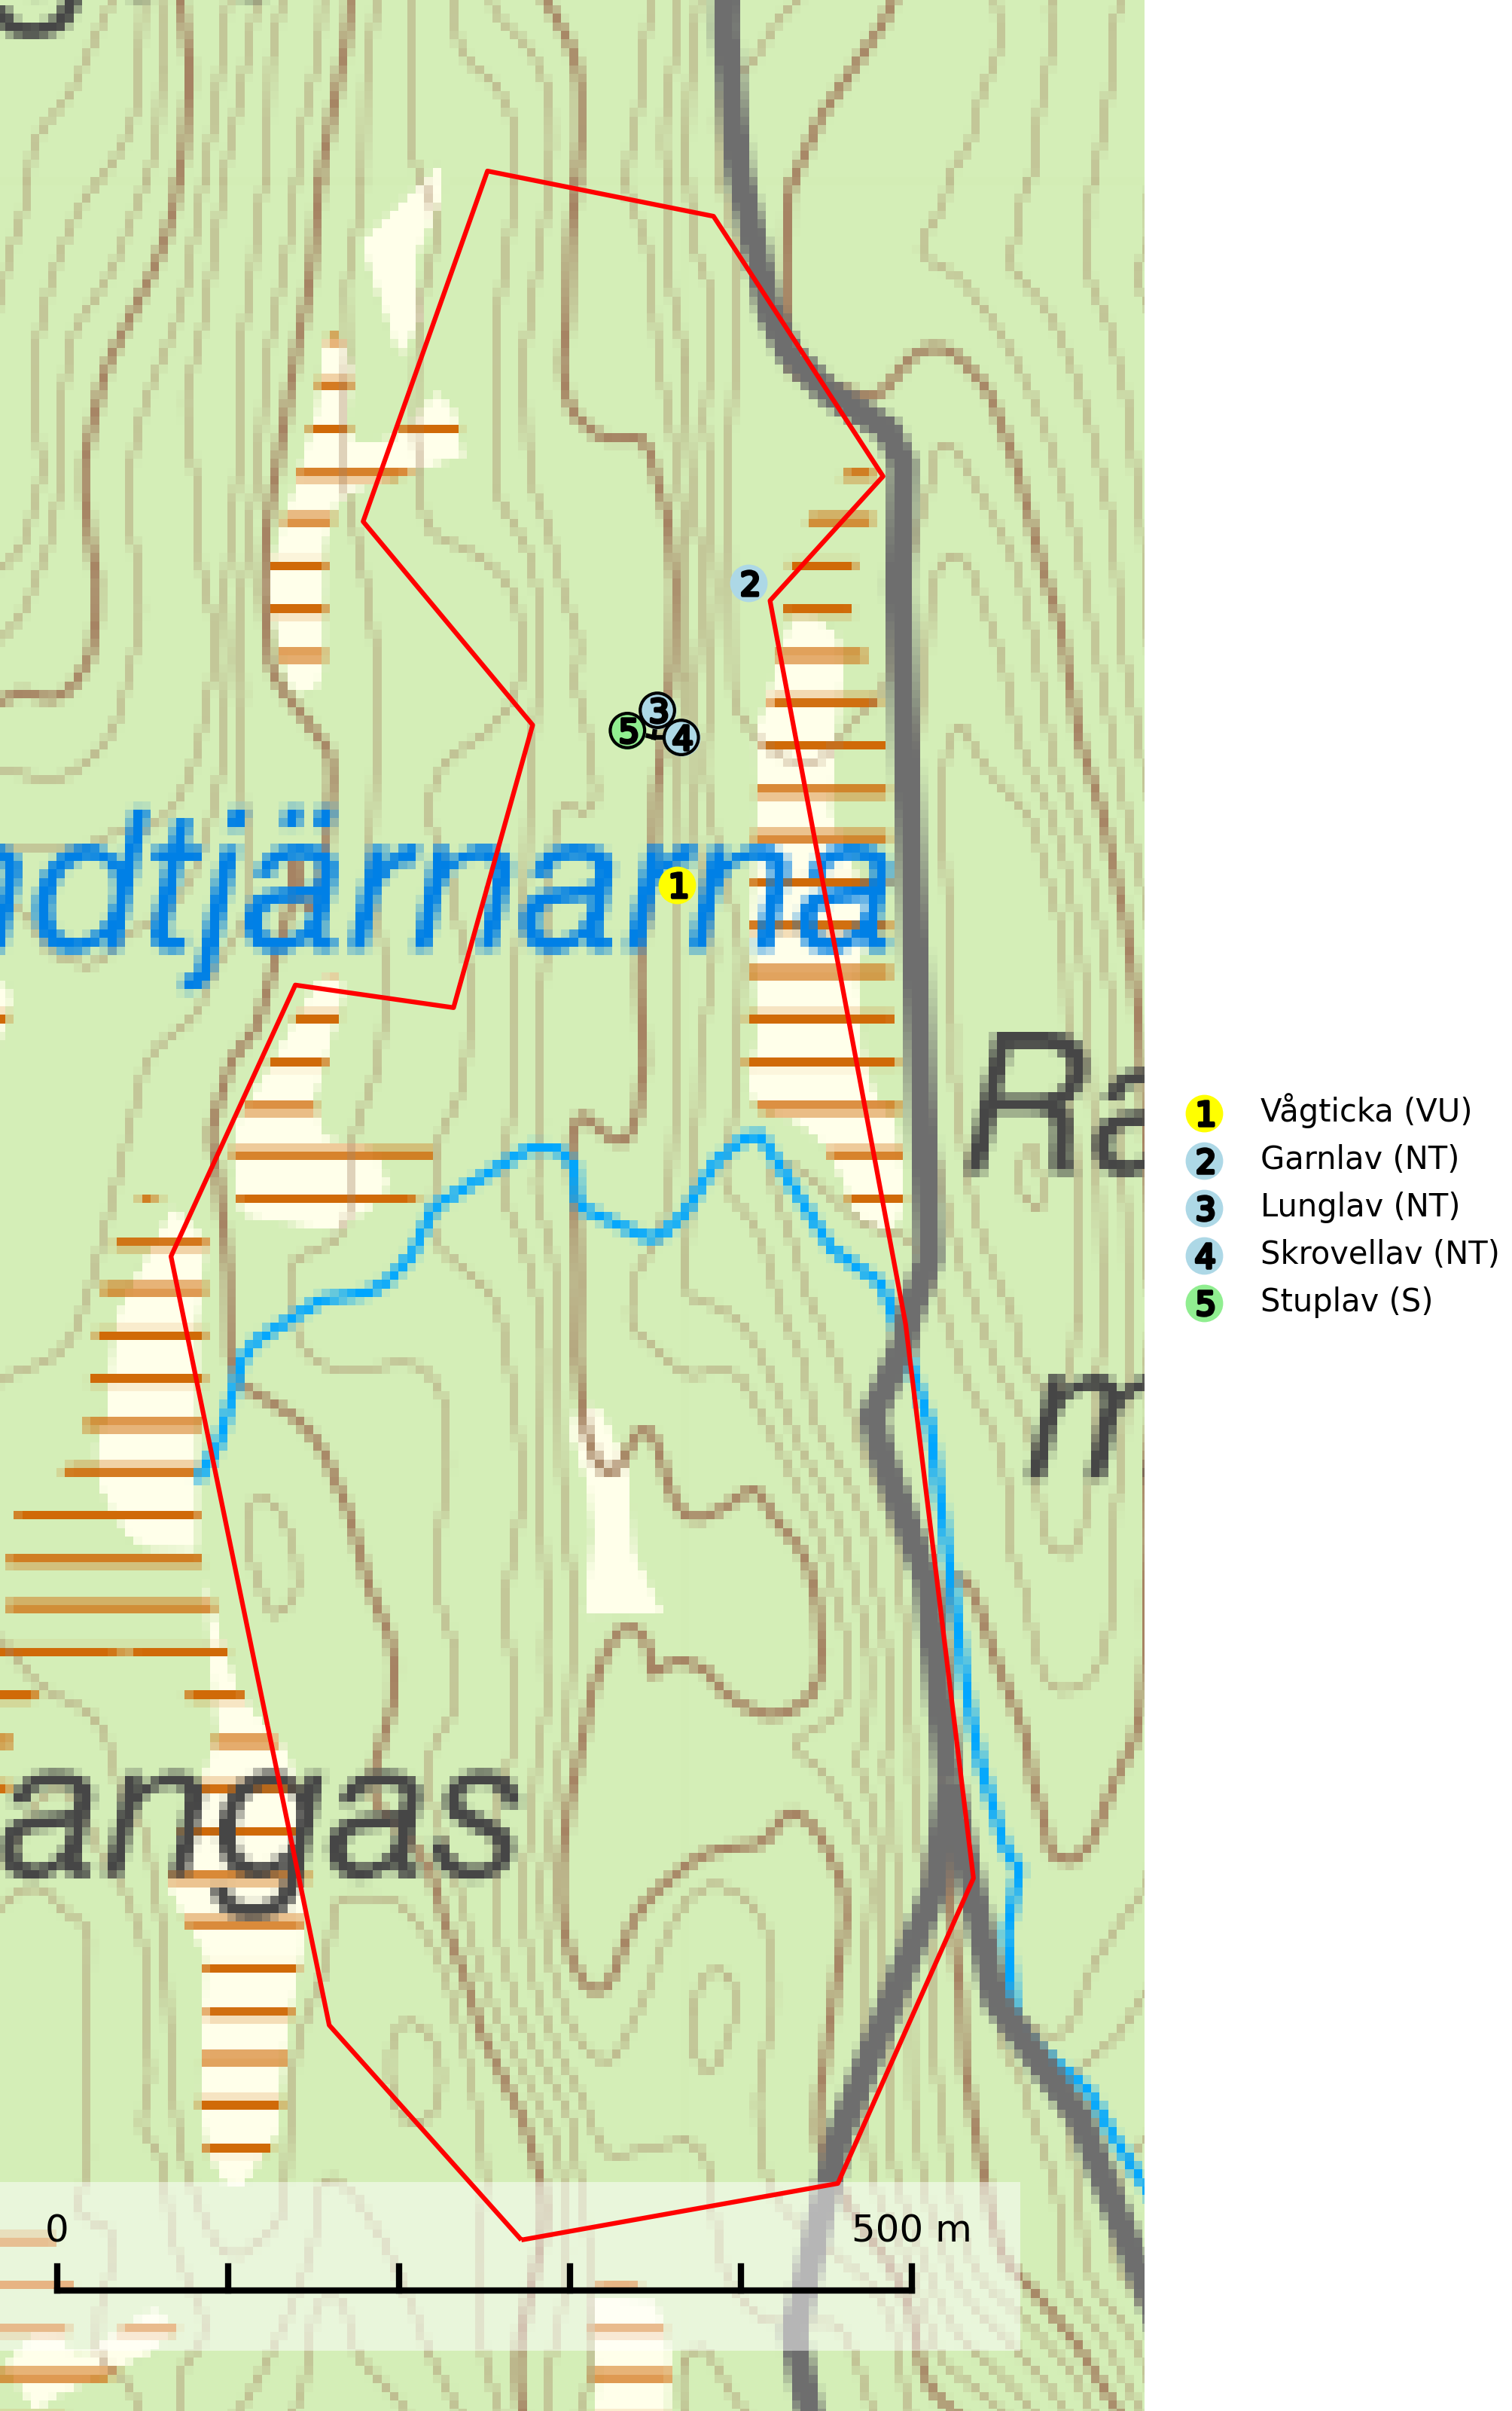 2
3
5
4
dtjärnarna
1
Ra
n
angas
0
500 m
1 Vågticka (VU)
2 Garnlav (NT)
3 Lunglav (NT)
4 Skrovellav (NT)
5 Stuplav (S)